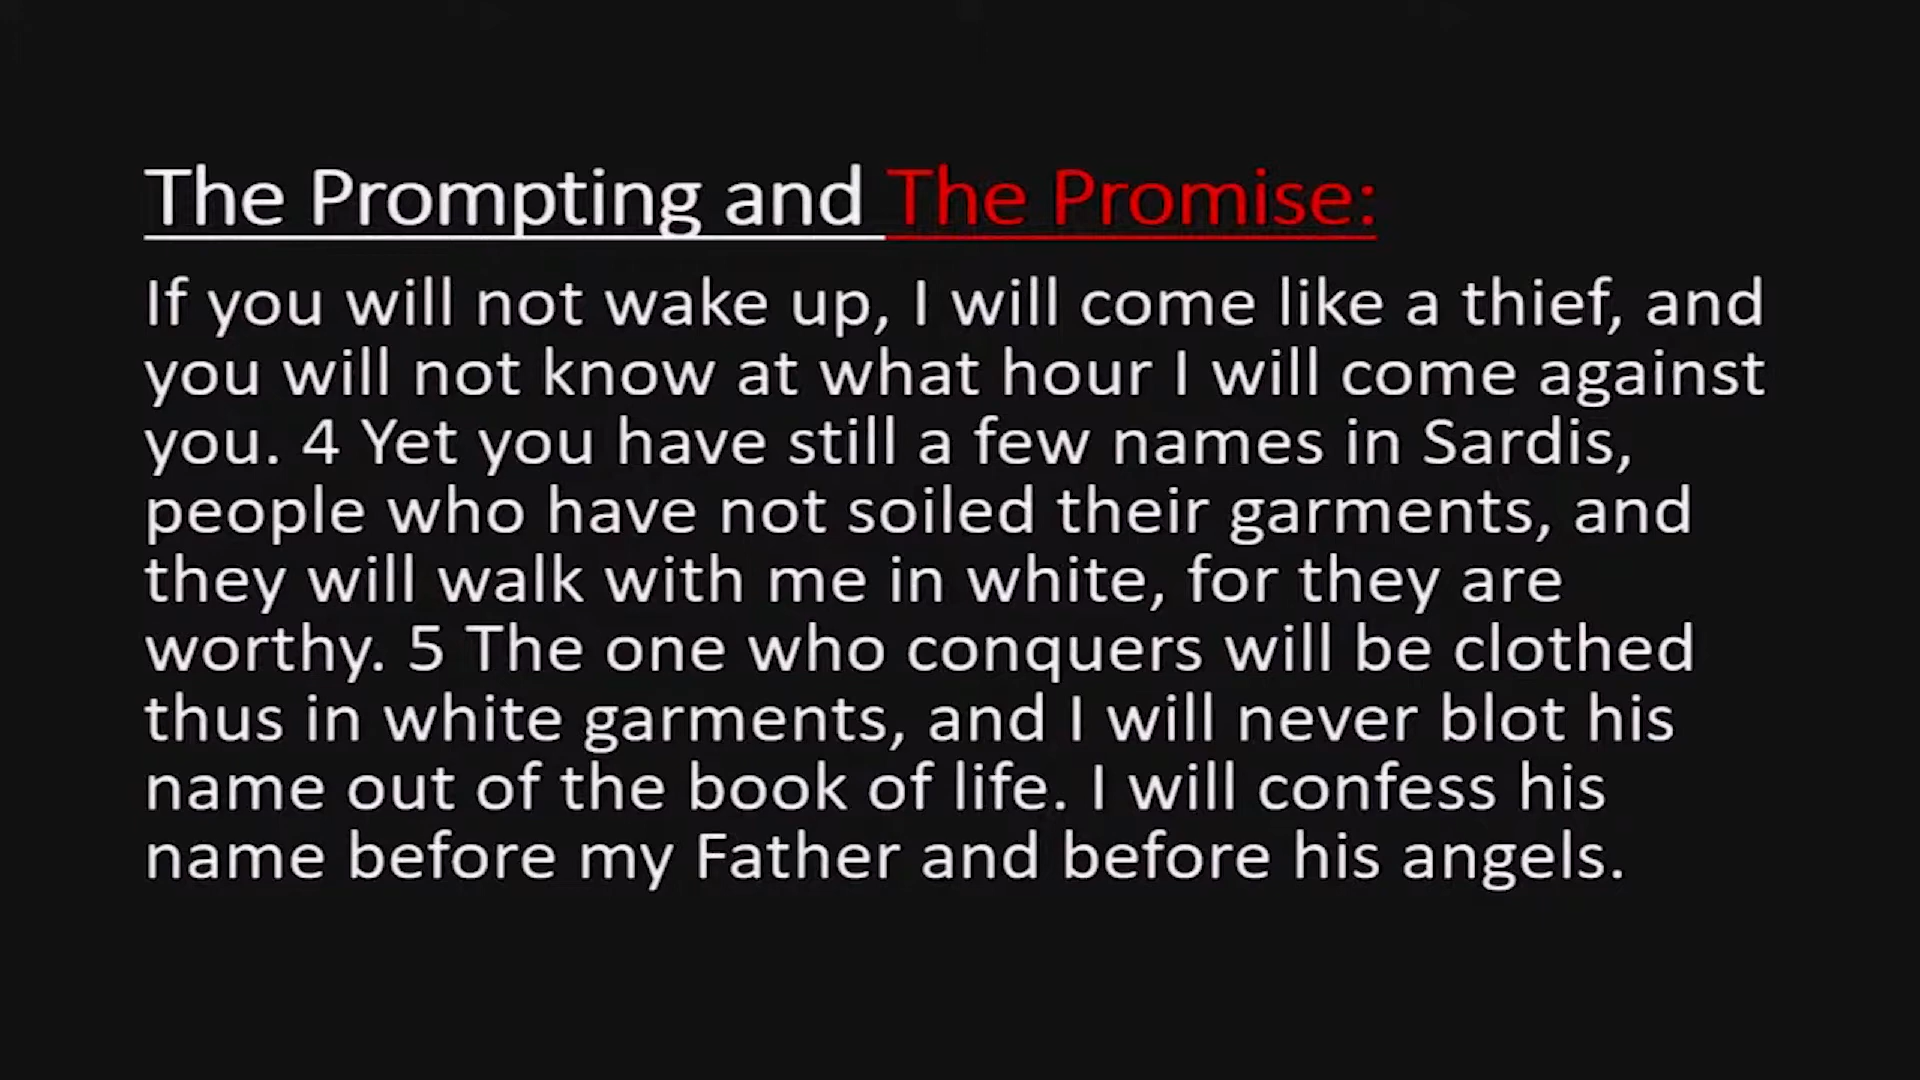 The Prompting and The Promise:
If you will not wake up, I will come like a thief, and
you will not know at what hour I will come against
you. 4 Yet you have still a few names in Sardis,
people who have not soiled their garments, and
they will walk with me in white, for they are
worthy. 5 The one who conquers will be clothed
thus in white garments, and I will never blot his
name out of the book of life. I will confess his
name before my Father and before his angels.